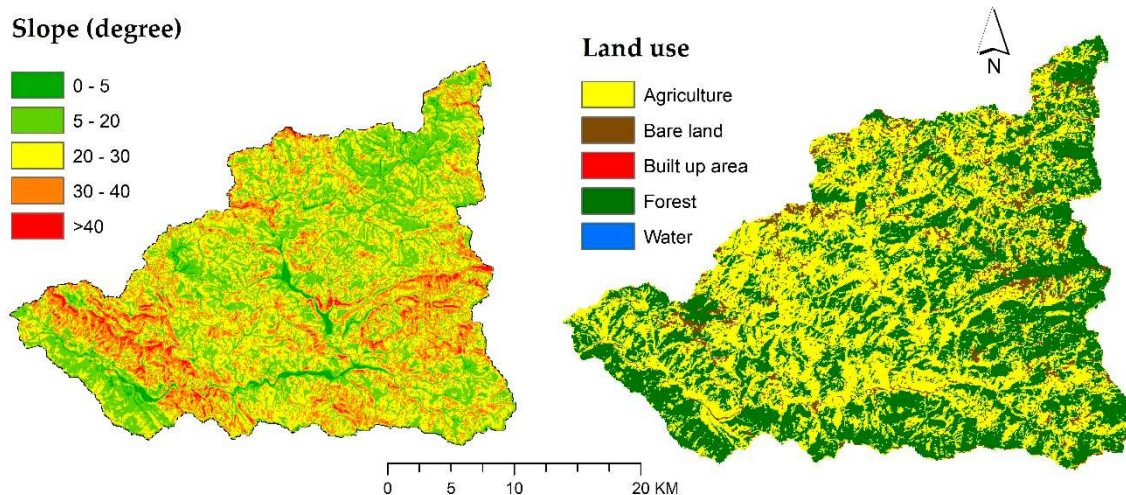 Slope (degree)
0 - 5
5 - 20
20 - 30
30 - 40
>40
Land use
Agriculture
Bare land
Built up area
Forest
Water
N
0 5 10 20 KM